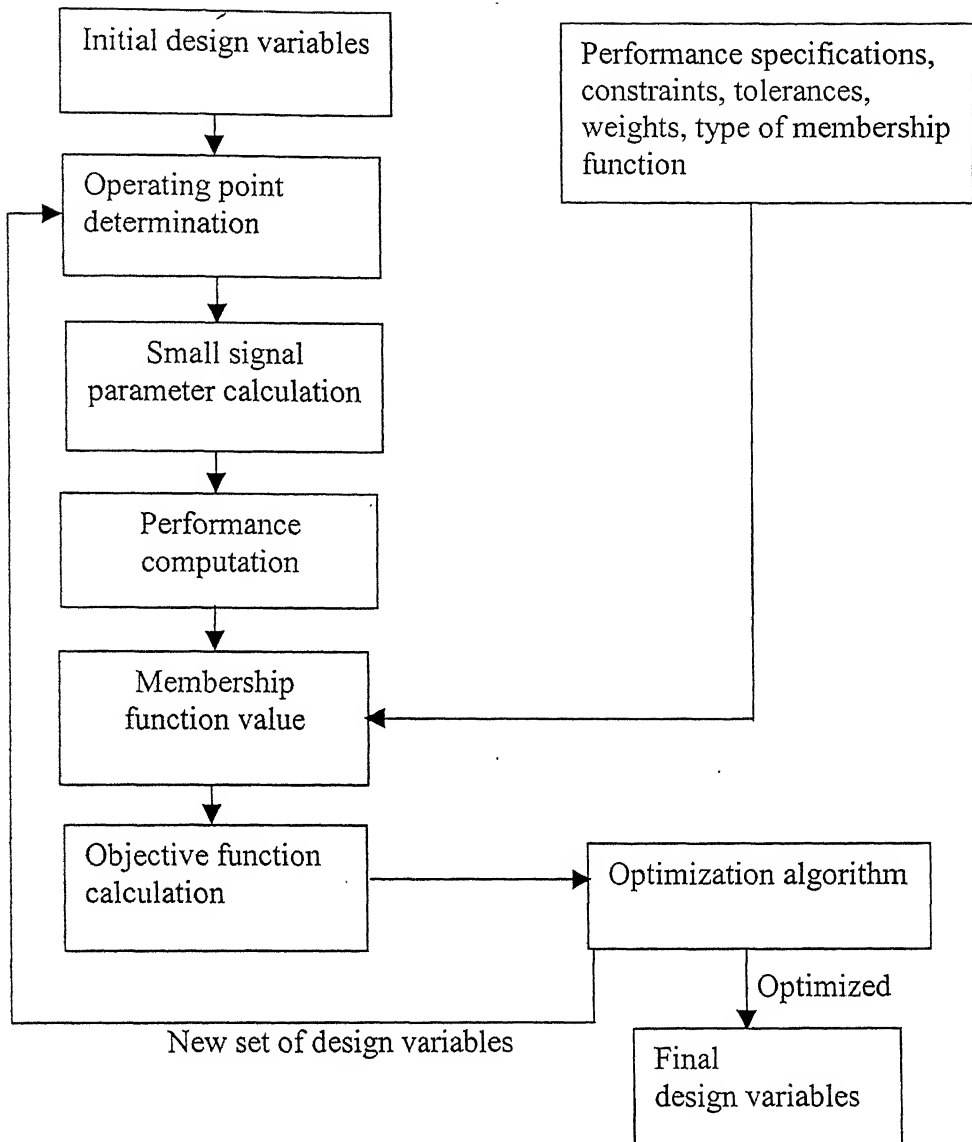 Initial design variables
Performance specifications,
constraints, tolerances,
weights, type of membership
function
Operating point
determination
Small signal
parameter calculation
Performance
computation
Membership
function value
Objective function
calculation
Optimization algorithm
Optimized
New set of design variables
Final
design variables